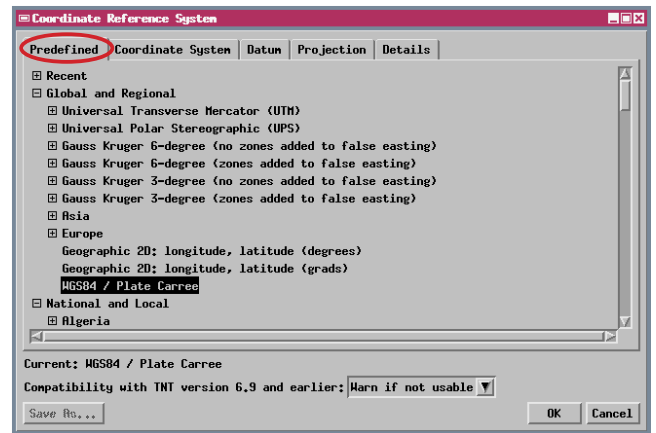 Coordinate Reference System
Predefined Coordinate System Datum Projection Details
Recent
Global and Regional
Universal Transverse Mercator (UTM)
Universal Polar Stereographic (UPS)
Gauss Kruger 6-degree (no zones added to false easting)
Gauss Kruger 6-degree (zones added to false easting)
Gauss Kruger 3-degree (no zones added to false easting)
Gauss Kruger 3-degree (zones added to false easting)
Asia
Europe
Geographic 2D: longitude, latitude (degrees)
Geographic 2D: longitude, latitude (grads)
WGS84 / Plate Carree
National and Local
Algeria
Current: WGS84 / Plate Carree
Compatibility with TNT version 6.9 and earlier: Warn if not usable
Save As... OK Cancel